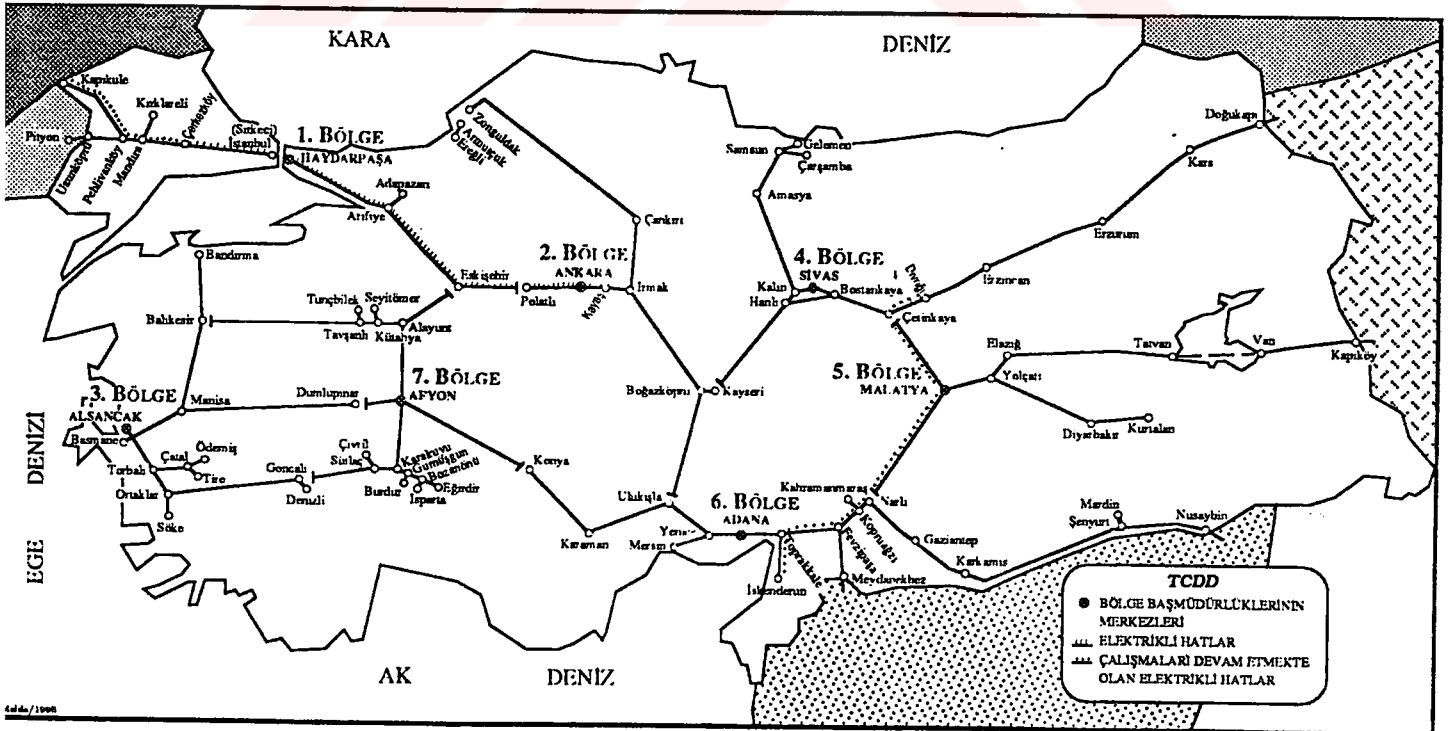 KARA
DENİZ
Kapıkule
Kırklareli
Çerkezköy
Pityon
Uzunköprü
Pehlivanköy
Mandıra
(Sirkeci)
İstanbul
1. BÖLGE
HAYDARPAŞA
Zonguldak
Armutçuk
Ereğli
Adapazarı
Arifiye
Çankırı
Gelemen
Samsun
Çarşamba
Amasya
Doğukapı
Kars
Erzurum
Erzincan
Bandırma
2. BÖLGE
ANKARA
Eskişehir
Polatlı
Kayaş
Irmak
4. BÖLGE
SİVAS
Kalın
Hanlı
Bostankaya
Divriği
Çetinkaya
Tunçbilek
Seyitömer
Balıkesir
Tavşanlı
Kütahya
Alayunt
Elazığ
Tatvan
Van
Kapıköy
3. BÖLGE
ALSANCAK
Basmane
Manisa
Dumlupınar
7. BÖLGE
AFYON
Boğazköprü
Kayseri
5. BÖLGE
MALATYA
Yolçatı
Diyarbakır
Kurtalan
EGE DENİZİ
Torbalı
Çatal
Ödemiş
Tire
Ortaklar
Söke
Goncalı
Denizli
Çivril
Sütlaç
Karakuyu
Gümüşgün
Bozanönü
Burdur
Isparta
Eğirdir
Konya
Karaman
Ulukışla
6. BÖLGE
ADANA
Yenice
Mersin
Toprakkale
İskenderun
Kahramanmaraş
Narlı
Köprüağzı
Fevzipaşa
Meydanekbez
Gaziantep
Karkamış
Mardin
Şenyurt
Nusaybin
AK
DENİZ
TCDD
BÖLGE BAŞMÜDÜRLÜKLERİNİN
MERKEZLERİ
ELEKTRİKLİ HATLAR
ÇALIŞMALARI DEVAM ETMEKTE
OLAN ELEKTRİKLİ HATLAR